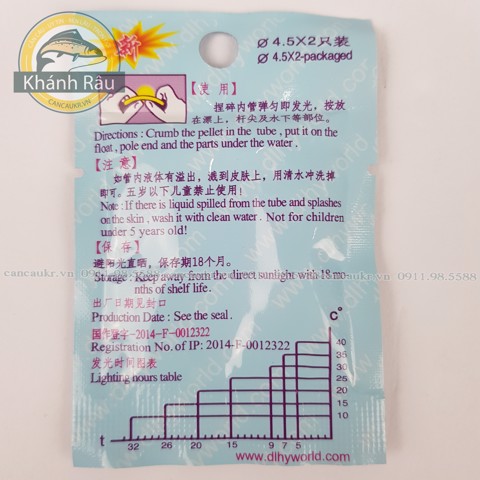 新
Khánh Râu
CANCAUKR.VN
Ø 4.5X2只装
Ø 4.5X2-packaged
【使 用】
捏碎内管弹匀即发光，按放
在漂上，杆尖及水下等部位。
Directions : Crumb the pellet in the tube , put it on the
float , pole end and the parts under the water .
【注 意】
如管内液体有溢出，溅到皮肤上，用清水冲洗掉
即可。五岁以下儿童禁止使用！
Note : If there is liquid spilled from the tube and splashes
on the skin , wash it with clean water . Not for children
under 5 years old!
【保 存】
避阳光直晒，保存期18个月。
cancaukr.vn
cancaukr.vn 0911.98.5588
Storage : Keep away from the direct sunlight with 18 mo-
nths of shelf life .
出厂日期见封口
Production Date : See the seal .
国作登字-2014-F-0012322
Registration No. of IP: 2014-F-0012322
发光时间图表
Lighting hours table
C°
40
35
30
25
20
15
10
t 32 26 20 15 9 7 5
www.dlhyworld.com